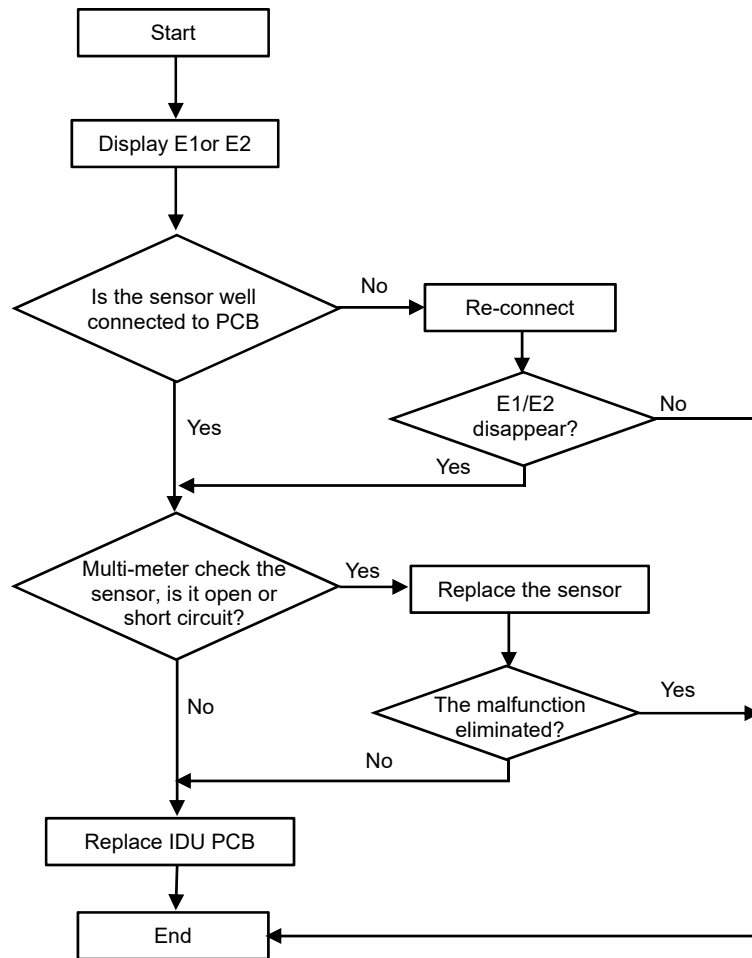 Start
Display E1or E2
Is the sensor well
connected to PCB
No
Re-connect
E1/E2
disappear?
No
Yes
Yes
Multi-meter check the
sensor, is it open or
short circuit?
Yes
Replace the sensor
The malfunction
eliminated?
Yes
No
No
Replace IDU PCB
End